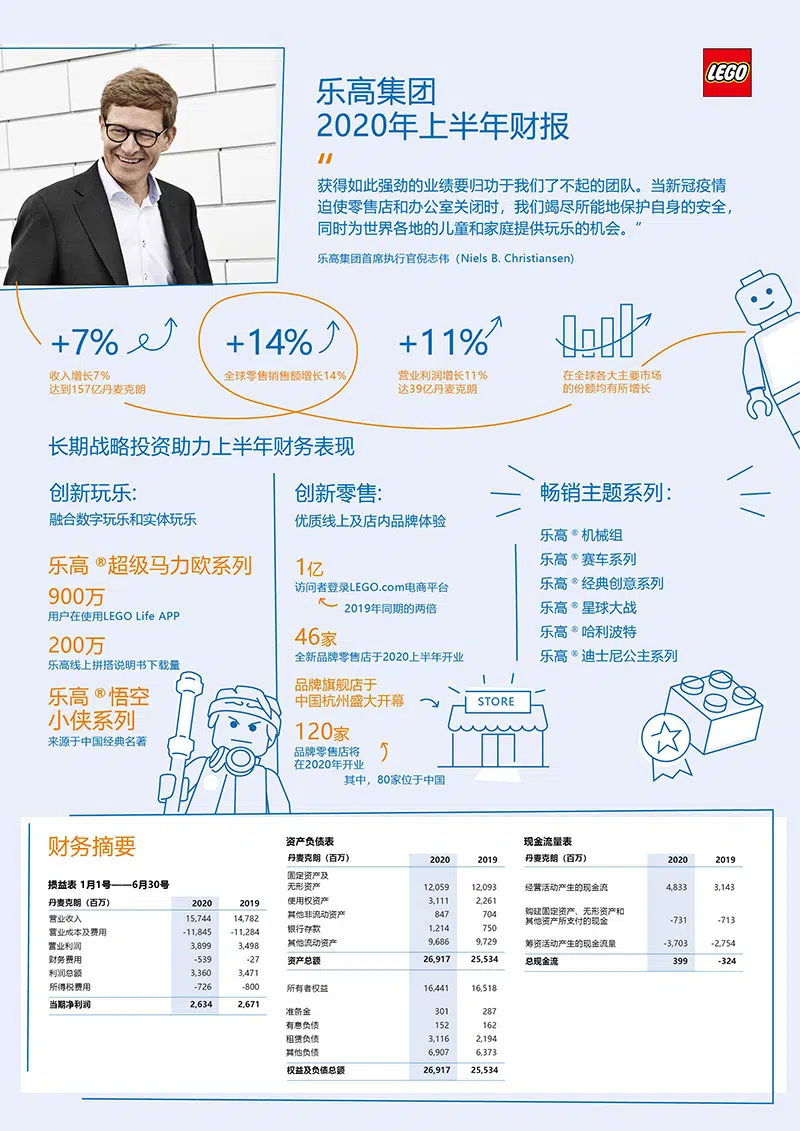 LEGO
乐高集团
2020年上半年财报
“
获得如此强劲的业绩要归功于我们了不起的团队。当新冠疫情
迫使零售店和办公室关闭时，我们竭尽所能地保护自身的安全，
同时为世界各地的儿童和家庭提供玩乐的机会。”
乐高集团首席执行官倪志伟（Niels B. Christiansen)
+7%
收入增长7%
达到157亿丹麦克朗
+14%
全球零售销售额增长14%
+11%
营业利润增长11%
达39亿丹麦克朗
在全球各大主要市场
的份额均有所增长
长期战略投资助力上半年财务表现
创新玩乐:
融合数字玩乐和实体玩乐
乐高®超级马力欧系列
900万
用户在使用LEGO Life APP
200万
乐高线上拼搭说明书下载量
乐高®悟空
小侠系列
来源于中国经典名著
创新零售:
优质线上及店内品牌体验
1亿
访问者登录LEGO.com电商平台
2019年同期的两倍
46家
全新品牌零售店于2020上半年开业
品牌旗舰店于
中国杭州盛大开幕
STORE
120家
品牌零售店将
在2020年开业
其中，80家位于中国
畅销主题系列：
乐高®机械组
乐高®赛车系列
乐高®经典创意系列
乐高®星球大战
乐高®哈利波特
乐高®迪士尼公主系列
财务摘要
损益表 1月1号——6月30号
丹麦克朗（百万） 2020 2019
营业收入 15,744 14,782
营业成本及费用 -11,845 -11,284
营业利润 3,899 3,498
财务费用 -539 -27
利润总额 3,360 3,471
所得税费用 -726 -800
当期净利润 2,634 2,671
资产负债表
丹麦克朗（百万） 2020 2019
固定资产及
无形资产 12,059 12,093
使用权资产 3,111 2,261
其他非流动资产 847 704
银行存款 1,214 750
其他流动资产 9,686 9,729
资产总额 26,917 25,534
所有者权益 16,441 16,518
准备金 301 287
有息负债 152 162
租赁负债 3,116 2,194
其他负债 6,907 6,373
权益及负债总额 26,917 25,534
现金流量表
丹麦克朗（百万） 2020 2019
经营活动产生的现金流 4,833 3,143
购建固定资产、无形资产和
其他资产所支付的现金 -731 -713
筹资活动产生的现金流量 -3,703 -2,754
总现金流 399 -324